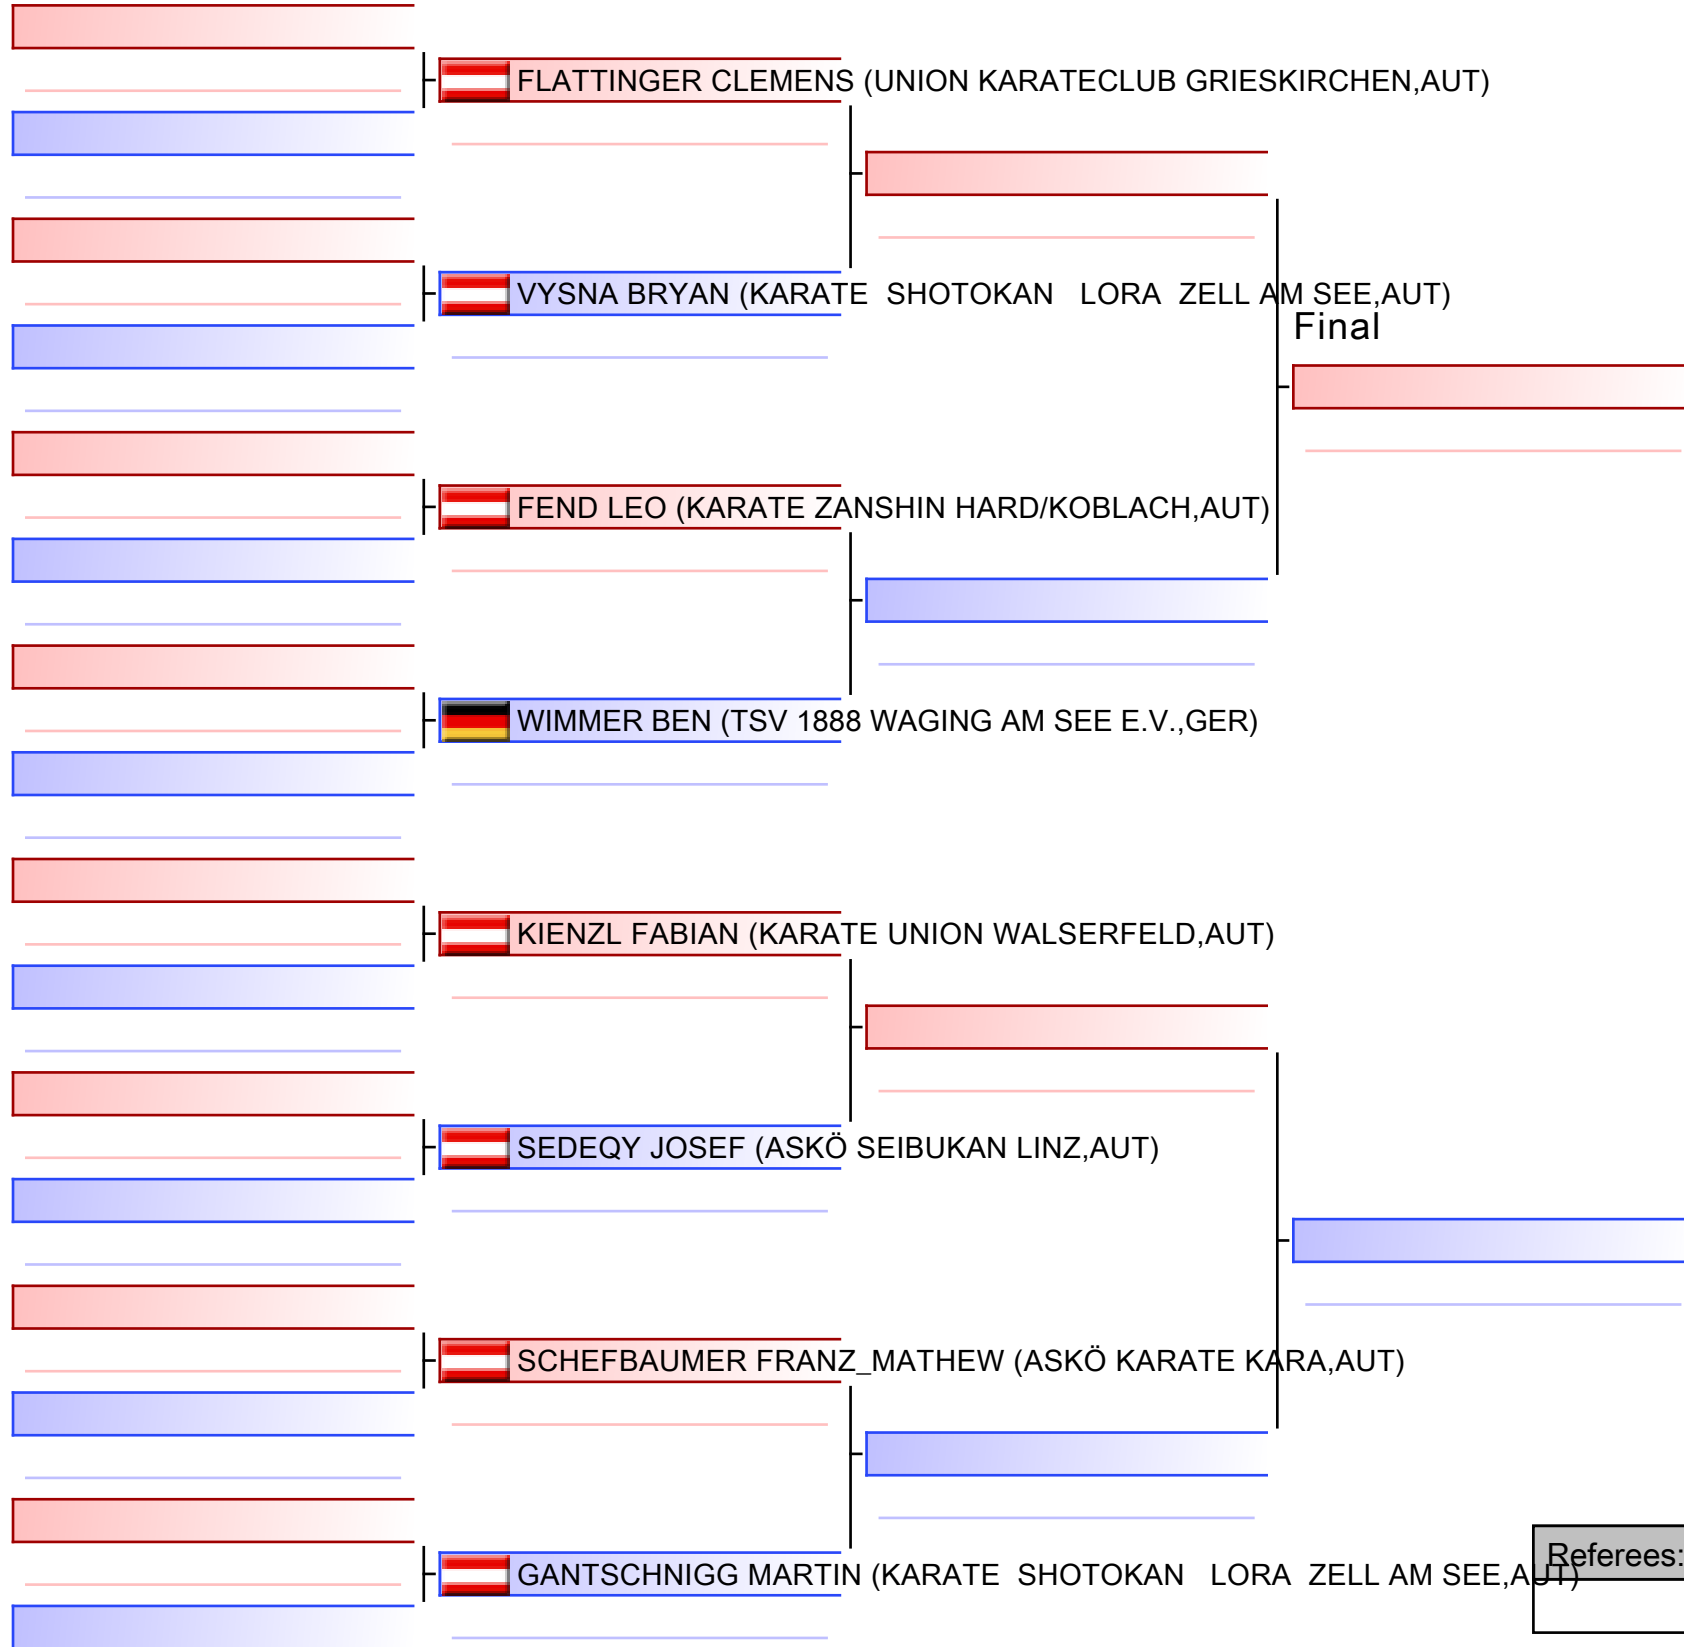 FLATTINGER CLEMENS (UNION KARATECLUB GRIESKIRCHEN,AUT)
VYSNA BRYAN (KARATE  SHOTOKAN   LORA  ZELL AM SEE,AUT)
Final
FEND LEO (KARATE ZANSHIN HARD/KOBLACH,AUT)
WIMMER BEN (TSV 1888 WAGING AM SEE E.V.,GER)
KIENZL FABIAN (KARATE UNION WALSERFELD,AUT)
SEDEQY JOSEF (ASKÖ SEIBUKAN LINZ,AUT)
SCHEFBAUMER FRANZ_MATHEW (ASKÖ KARATE KARA,AUT)
Referees:
GANTSCHNIGG MARTIN (KARATE  SHOTOKAN   LORA  ZELL AM SEE,AUT)